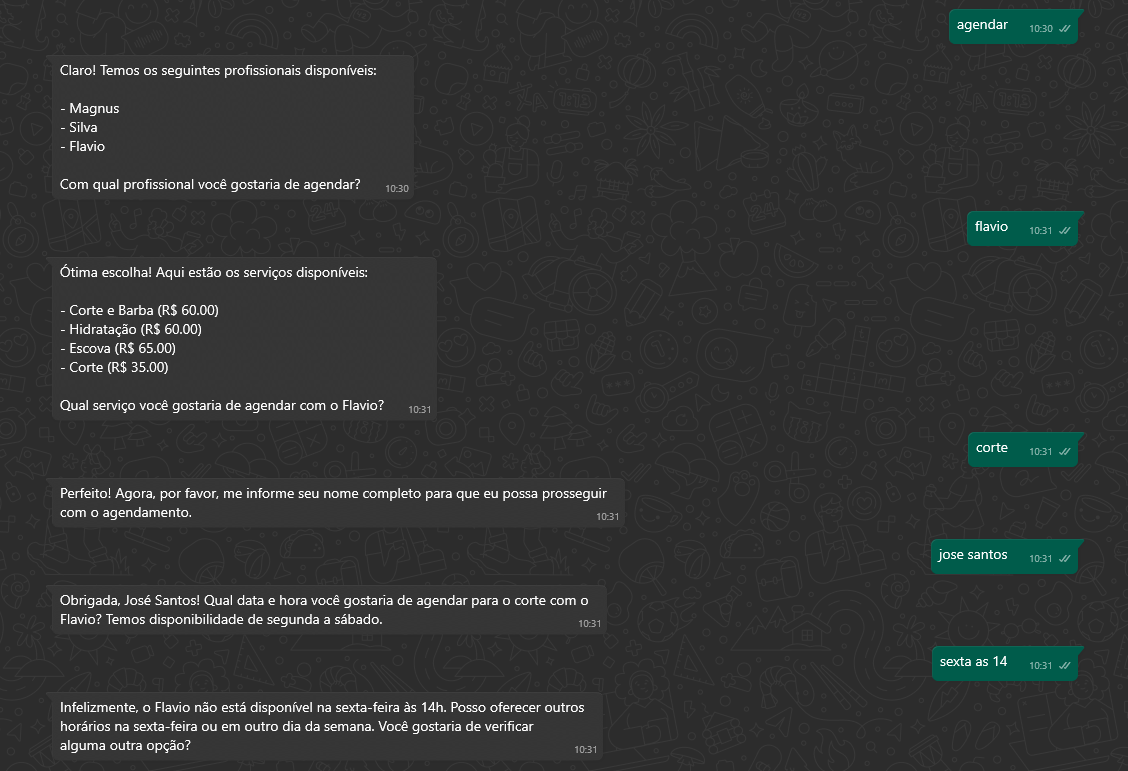 agendar 10:30
Claro! Temos os seguintes profissionais disponíveis:
- Magnus
- Silva
- Flavio
Com qual profissional você gostaria de agendar? 10:30
flavio 10:31
Ótima escolha! Aqui estão os serviços disponíveis:
- Corte e Barba (R$ 60.00)
- Hidratação (R$ 60.00)
- Escova (R$ 65.00)
- Corte (R$ 35.00)
Qual serviço você gostaria de agendar com o Flavio? 10:31
corte 10:31
Perfeito! Agora, por favor, me informe seu nome completo para que eu possa prosseguir
com o agendamento. 10:31
jose santos 10:31
Obrigada, José Santos! Qual data e hora você gostaria de agendar para o corte com o
Flavio? Temos disponibilidade de segunda a sábado. 10:31
sexta as 14 10:31
Infelizmente, o Flavio não está disponível na sexta-feira às 14h. Posso oferecer outros
horários na sexta-feira ou em outro dia da semana. Você gostaria de verificar
alguma outra opção? 10:31